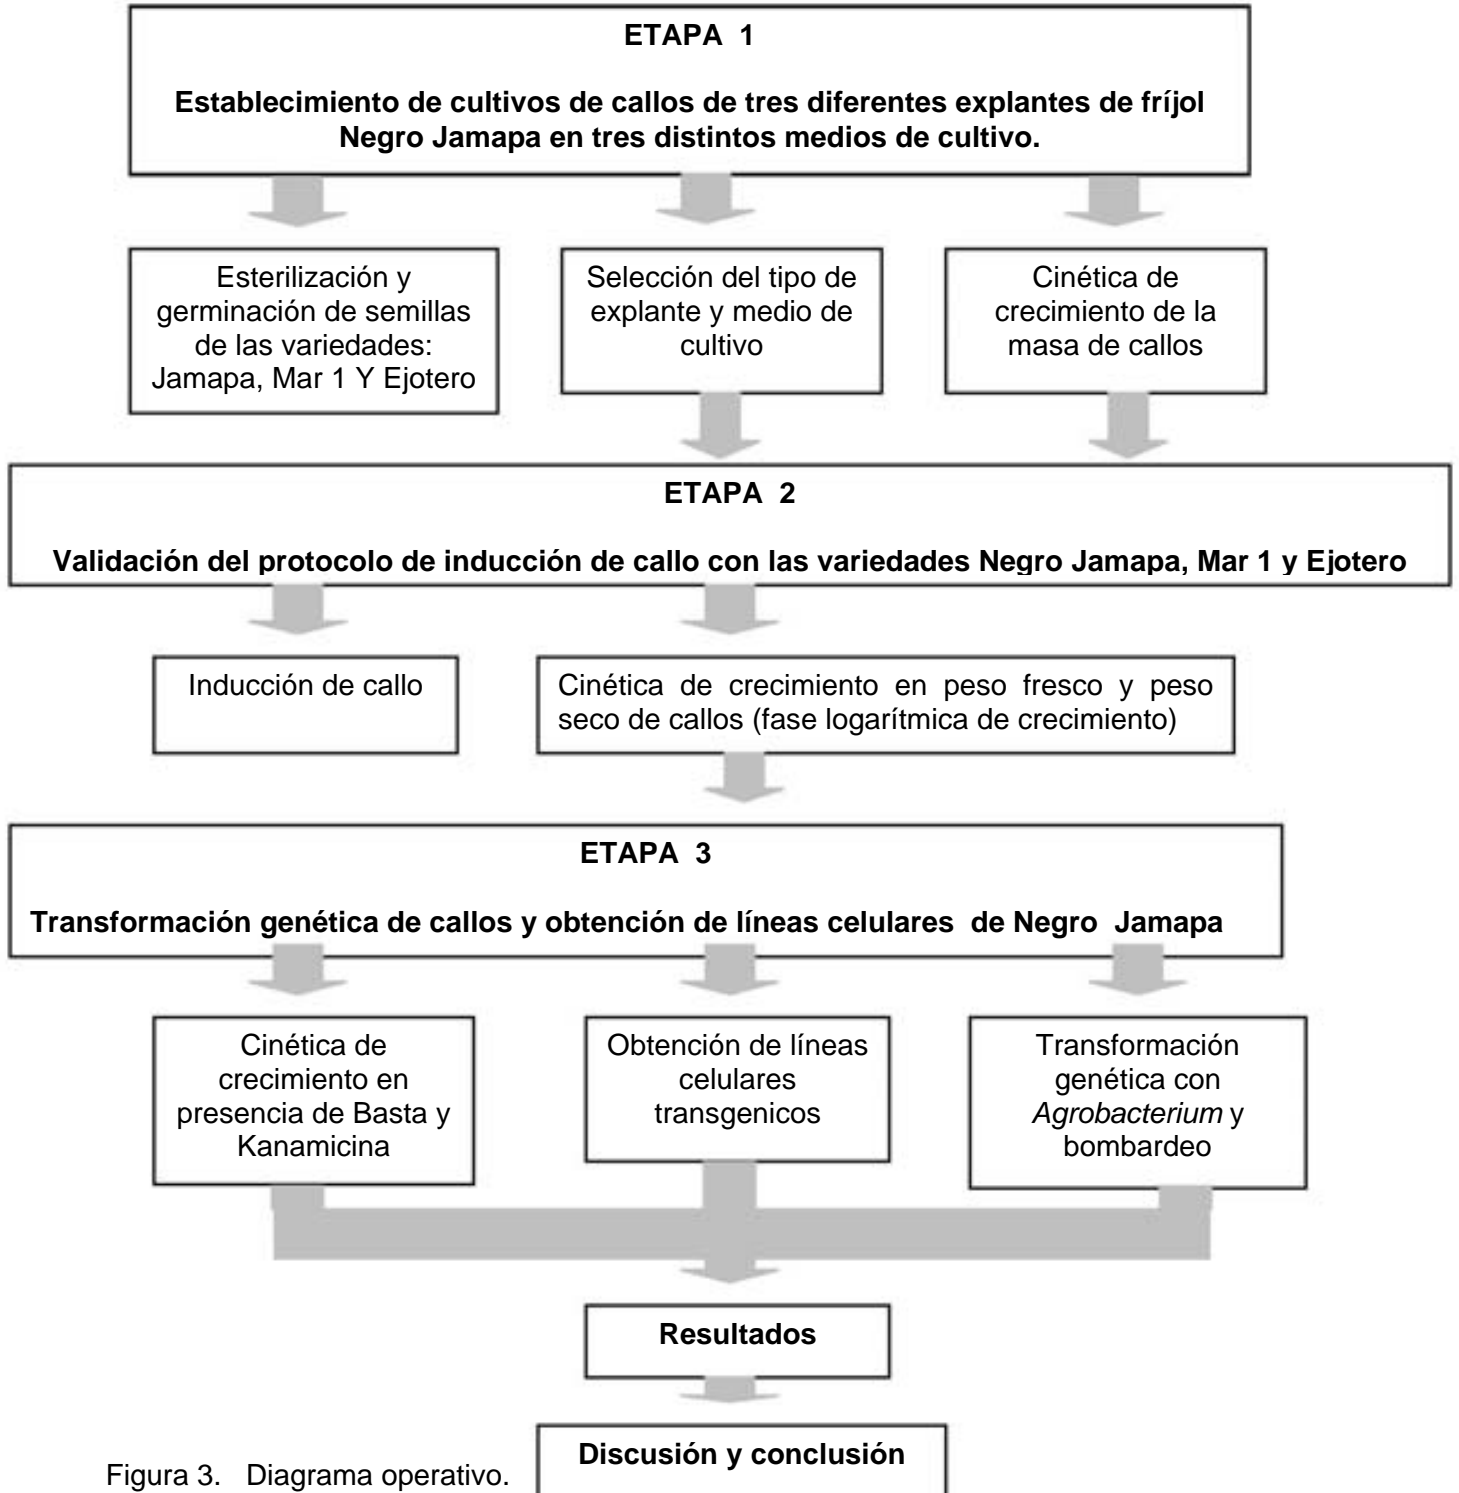 ETAPA 1
Establecimiento de cultivos de callos de tres diferentes explantes de fríjol
Negro Jamapa en tres distintos medios de cultivo.
Esterilización y
germinación de semillas
de las variedades:
Jamapa, Mar 1 Y Ejotero
Selección del tipo de
explante y medio de
cultivo
Cinética de
crecimiento de la
masa de callos
ETAPA 2
Validación del protocolo de inducción de callo con las variedades Negro Jamapa, Mar 1 y Ejotero
Inducción de callo
Cinética de crecimiento en peso fresco y peso
seco de callos (fase logarítmica de crecimiento)
ETAPA 3
Transformación genética de callos y obtención de líneas celulares de Negro Jamapa
Cinética de
crecimiento en
presencia de Basta y
Kanamicina
Obtención de líneas
celulares
transgenicos
Transformación
genética con
Agrobacterium y
bombardeo
Resultados
Discusión y conclusión
Figura 3. Diagrama operativo.